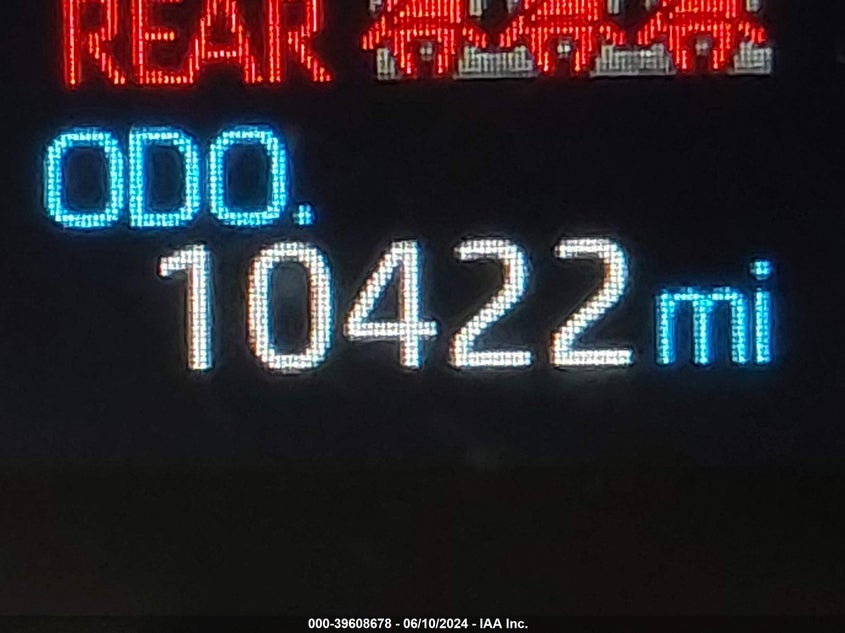 REAR
ODO.
10422 mi
000-39608678 - 06/10/2024 - IAA Inc.